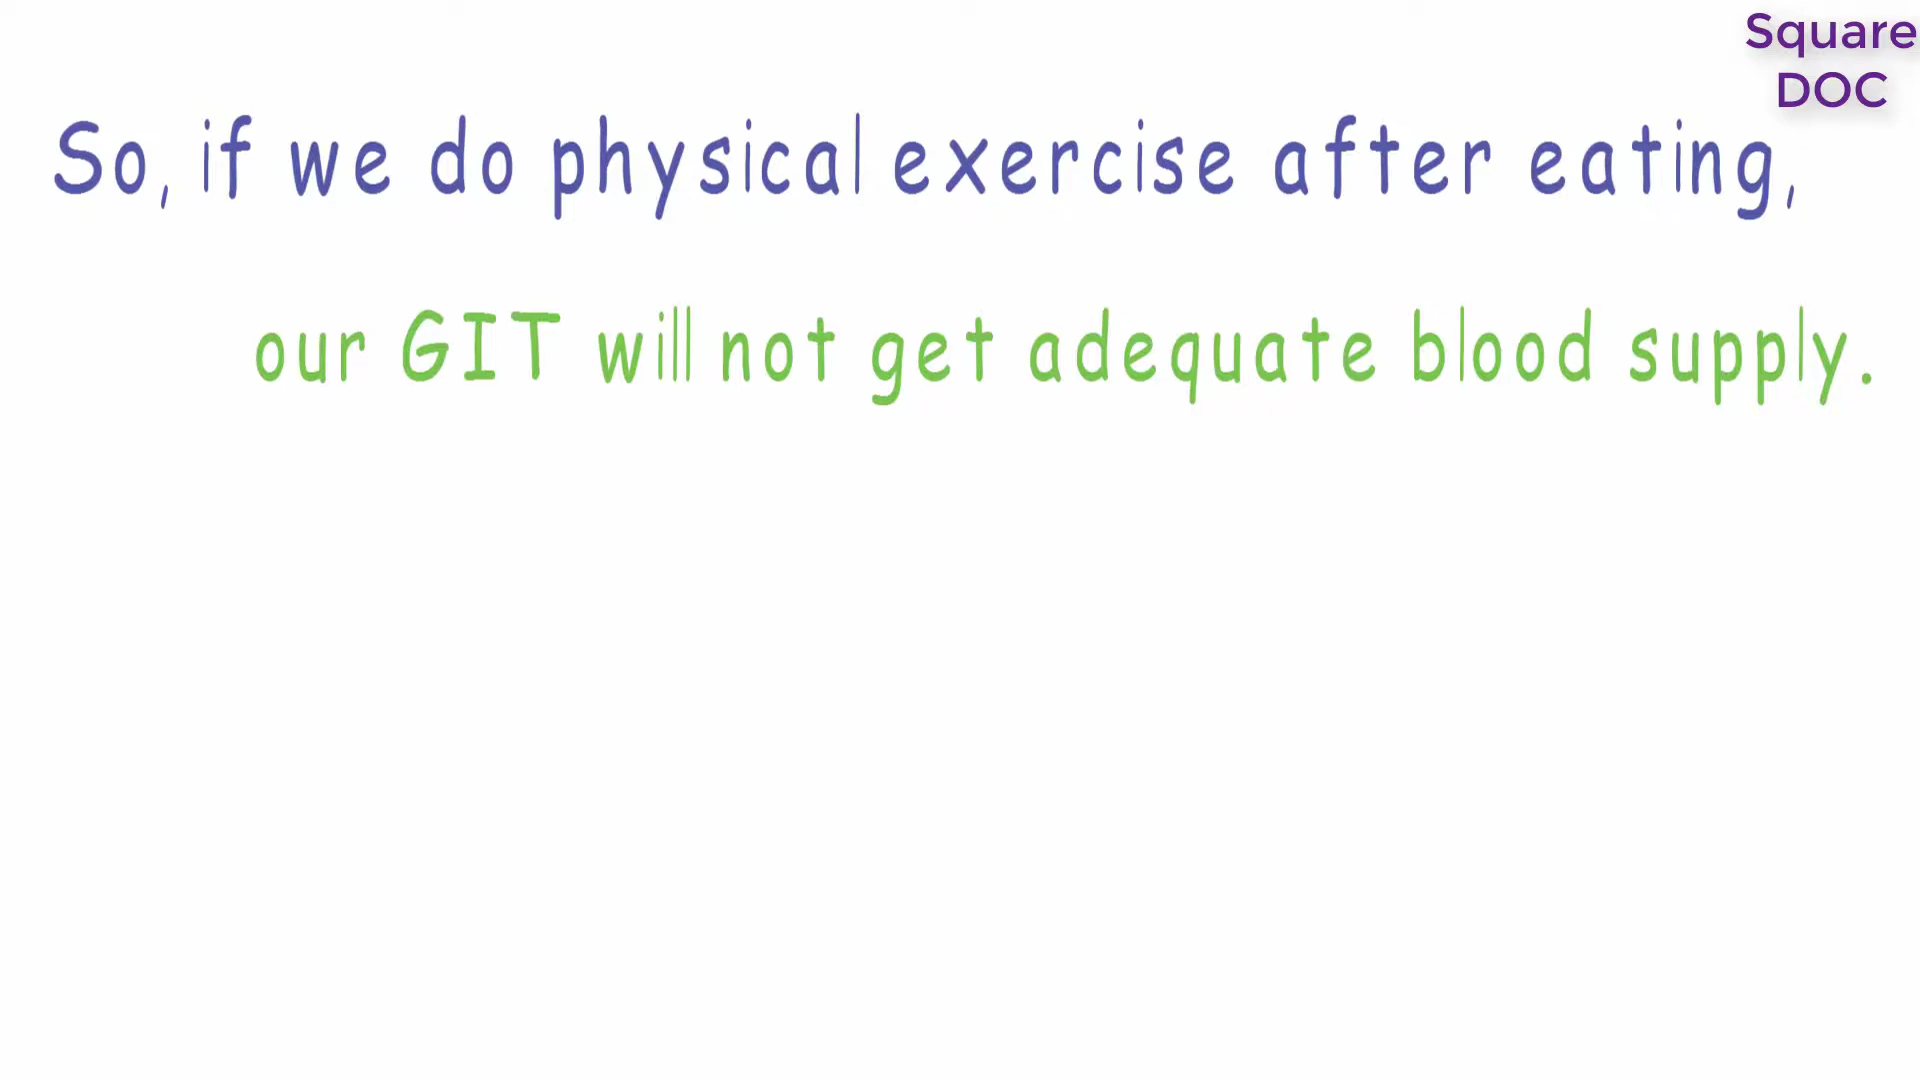 Square
DOC
So, if we do physical exercise after eating,
our GIT will not get adequate blood supply.